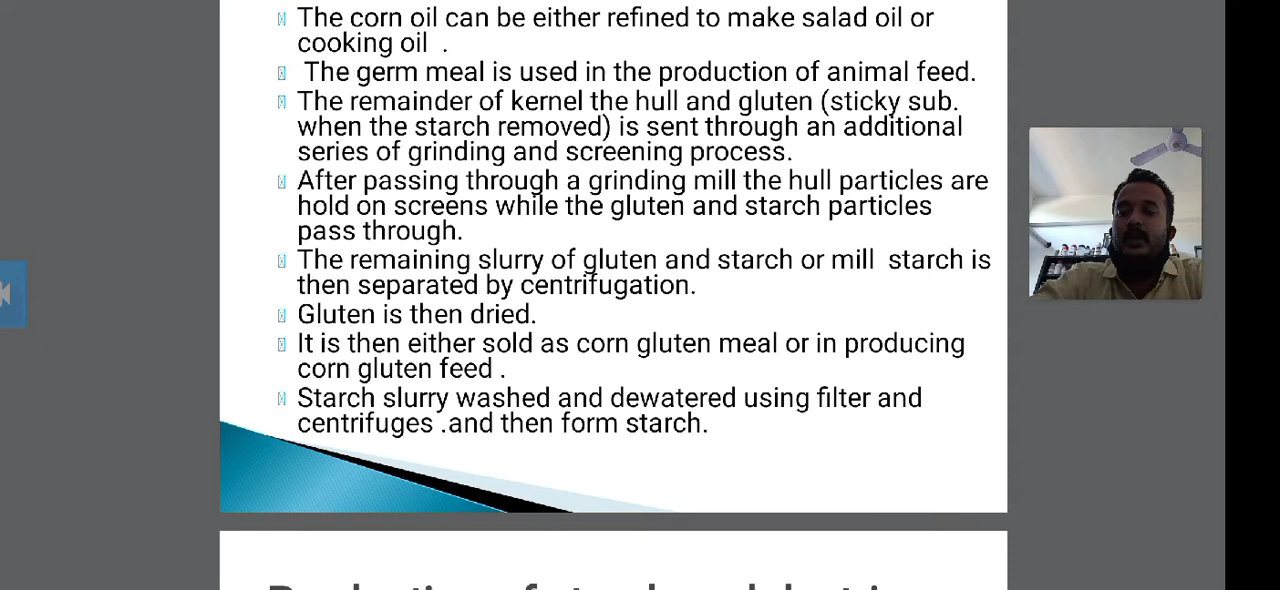 The corn oil can be either refined to make salad oil or
cooking oil .
The germ meal is used in the production of animal feed.
The remainder of kernel the hull and gluten (sticky sub.
when the starch removed) is sent through an additional
series of grinding and screening process.
After passing through a grinding mill the hull particles are
hold on screens while the gluten and starch particles
pass through.
The remaining slurry of gluten and starch or mill starch is
then separated by centrifugation.
Gluten is then dried.
It is then either sold as corn gluten meal or in producing
corn gluten feed .
Starch slurry washed and dewatered using filter and
centrifuges .and then form starch.